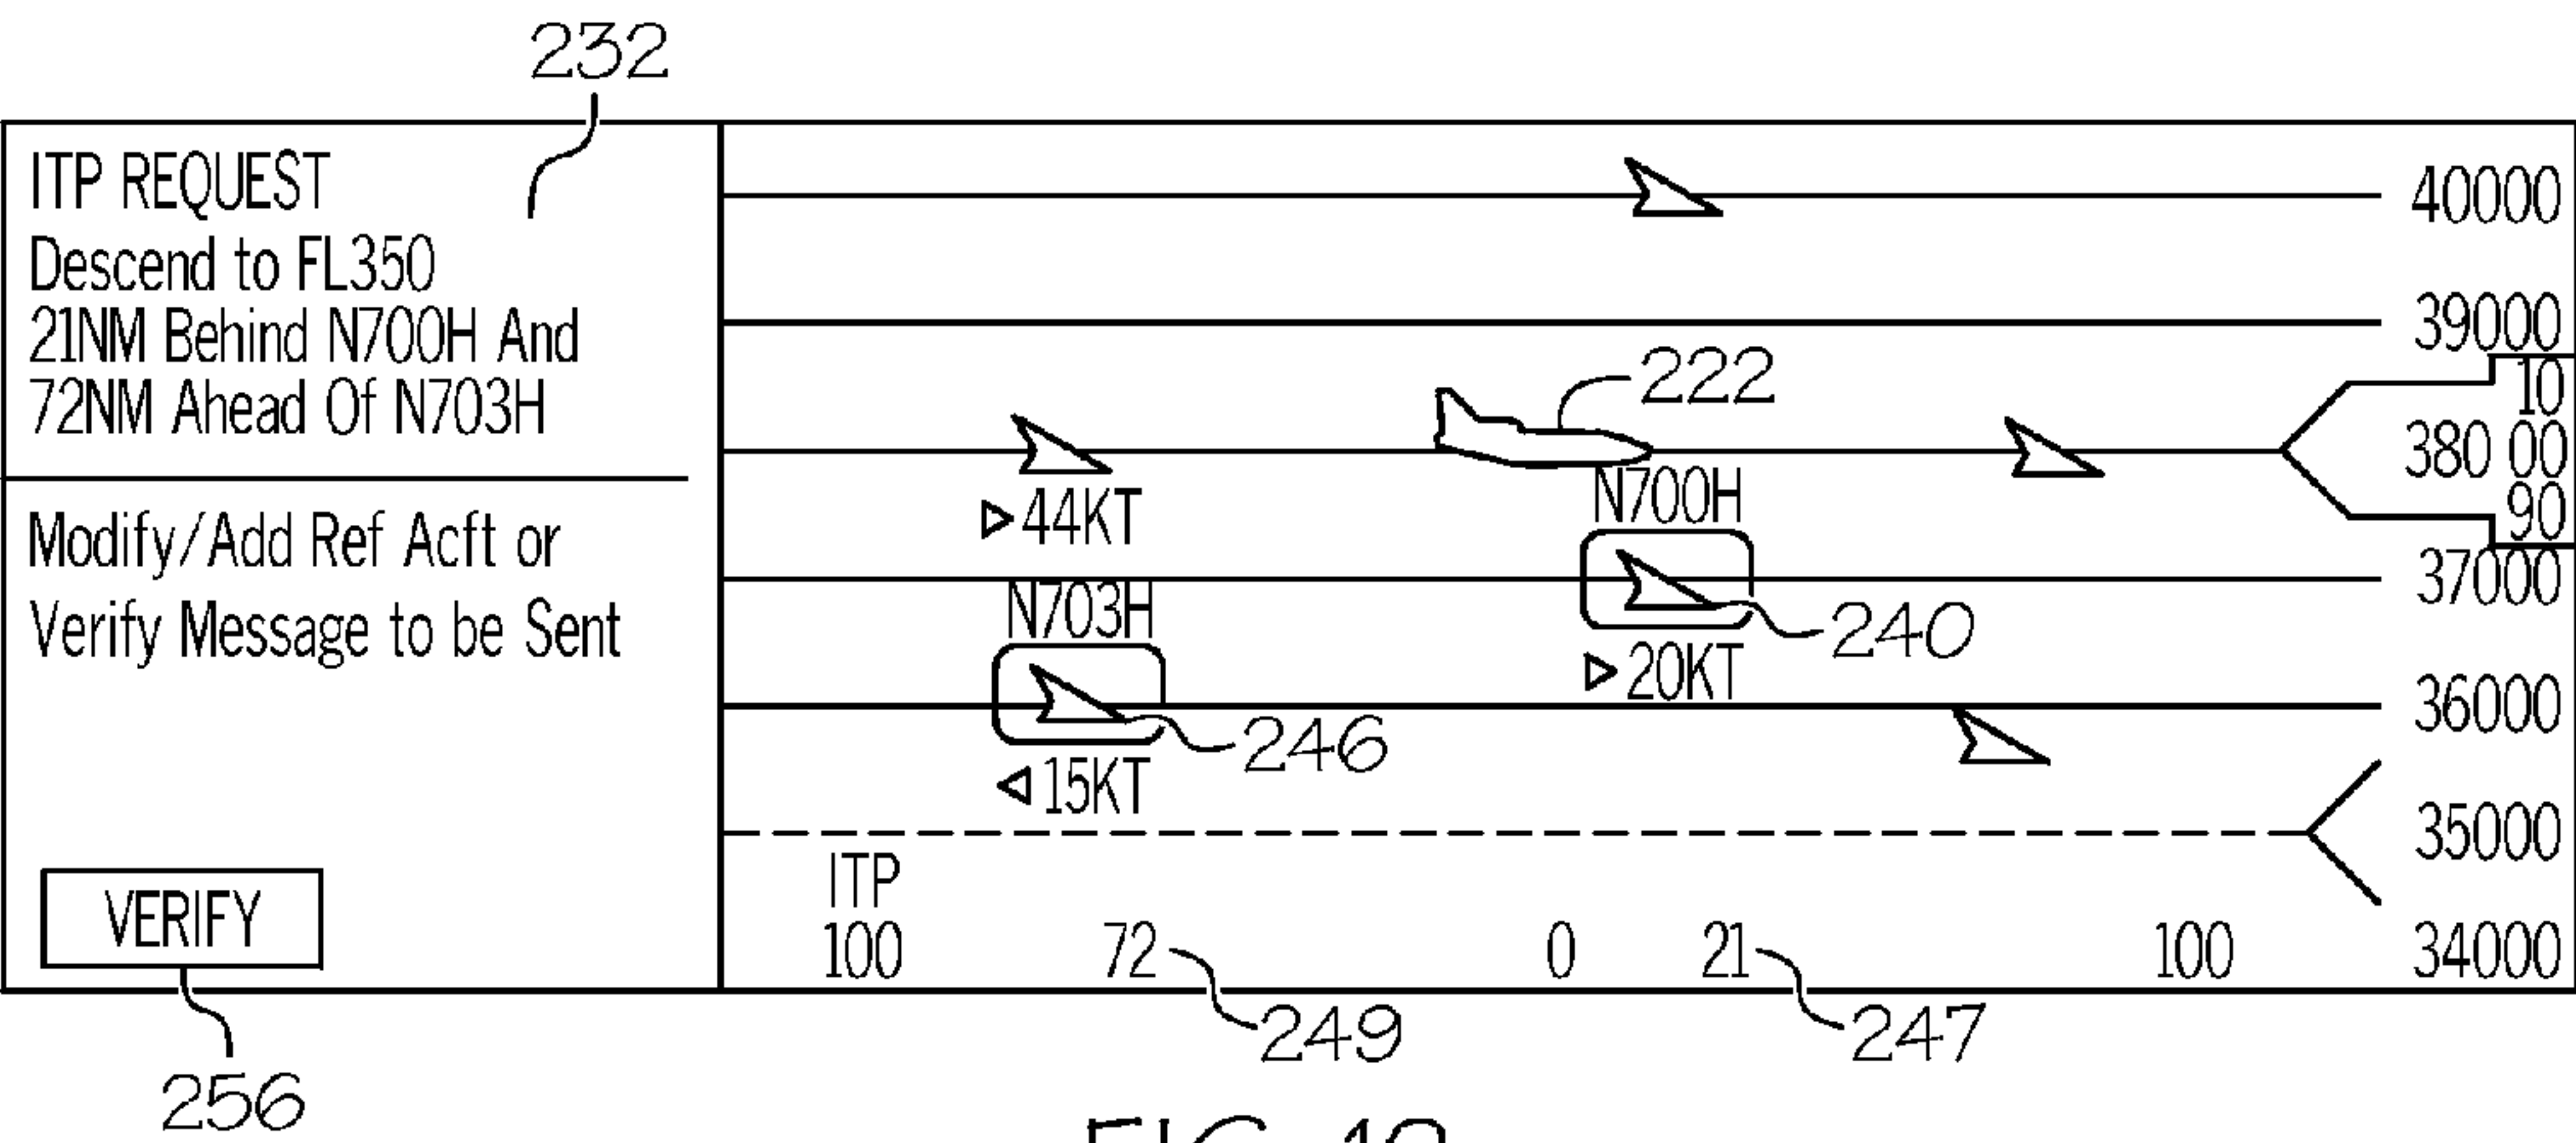 232
ITP REQUEST
Descend to FL350
21NM Behind N700H And
72NM Ahead Of N703H
Modify/Add Ref Acft or
Verify Message to be Sent
VERIFY
256
40000
39000
222
10
380 00
90
44KT
N700H
37000
240
N703H
20KT
36000
246
15KT
35000
ITP
100 72 0 21 100 34000
249
247